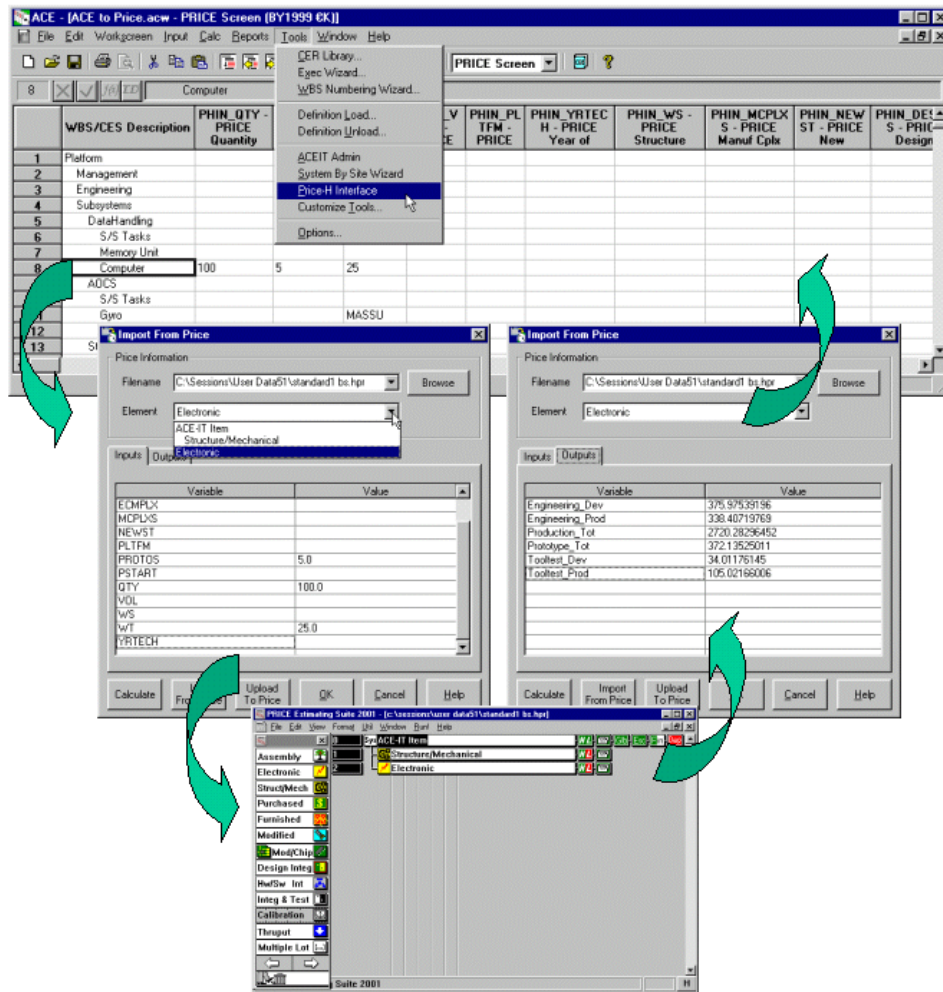 ACE - [ACE to Price.acw - PRICE Screen (BY1999 €K)]
File Edit Workscreen Input Calc Reports Tools Window Help
PRICE Screen
CER Library...
Exec Wizard...
WBS Numbering Wizard...
Definition Load...
Definition Unload...
ACEIT Admin
System By Site Wizard
Price-H Interface
Customize Tools...
Options...
8 Computer
WBS/CES Description
PHIN_QTY - PRICE Quantity
PHIN_PL TFM - PRICE
PHIN_YRTEC H - PRICE Year of
PHIN_WS - PRICE Structure
PHIN_MCPLX S - PRICE Manuf Cplx
PHIN_NEW ST - PRICE New
1 Platform
2 Management
3 Engineering
4 Subsystems
5 DataHandling
6 S/S Tasks
7 Memory Unit
8 Computer 100 5 25
AOCS
S/S Tasks
Gyro MASSU
12
13
Import From Price
Price Information
Filename C:\Sessions\User Data51\standard1 bs.hpr Browse
Element Electronic
ACE-IT Item
Structure/Mechanical
Electronic
Inputs
Variable Value
ECMPLX
MCPLXS
NEWST
PLTFM
PROTOS 5.0
PSTART
QTY 100.0
VOL
WS
WT 25.0
YRTECH
Calculate Upload To Price OK Cancel Help
Import From Price
Price Information
Filename C:\Sessions\User Data51\standard1 bs.hpr Browse
Element Electronic
Inputs Outputs
Variable Value
Engineering_Dev 375.97539196
Engineering_Prod 338.40719769
Production_Tot 2720.28296452
Prototype_Tot 372.13525011
Tooltest_Dev 34.01176145
Tooltest_Prod 105.02166006
Calculate Import From Price Upload To Price Cancel Help
PRICE Estimating Suite 2001 - [c:\sessions\user data51\standard1 bs.hpr]
File Edit View Format Util Window Run! Help
0 Sys ACE-IT Item
1 Structure/Mechanical
2 Electronic
Assembly
Electronic
Struct/Mech
Purchased
Furnished
Modified
Mod/Chip
Design Integ
Hw/Sw Int
Integ & Test
Calibration
Thruput
Multiple Lot
Suite 2001